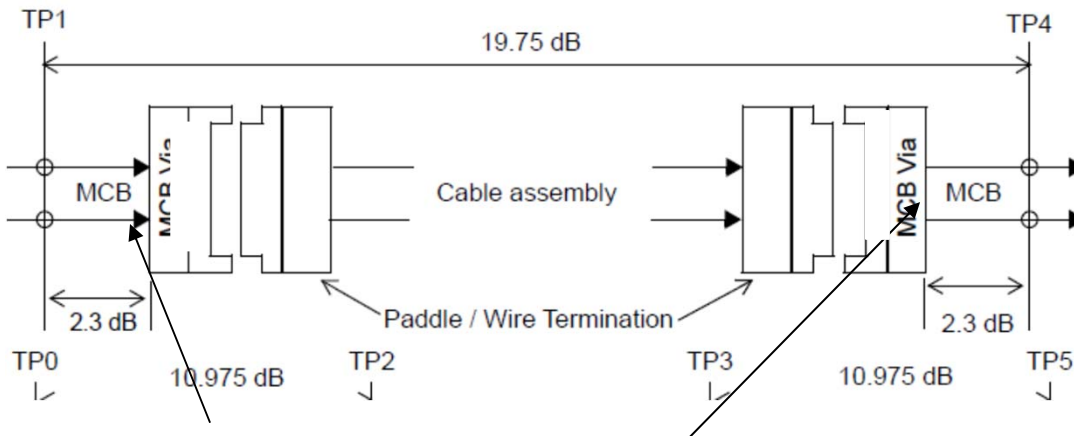 TP1
TP4
19.75 dB
MCB
MCB Via
Cable assembly
MCB Via
MCB
2.3 dB
Paddle / Wire Termination
2.3 dB
TP0
TP2
TP3
TP5
10.975 dB
10.975 dB